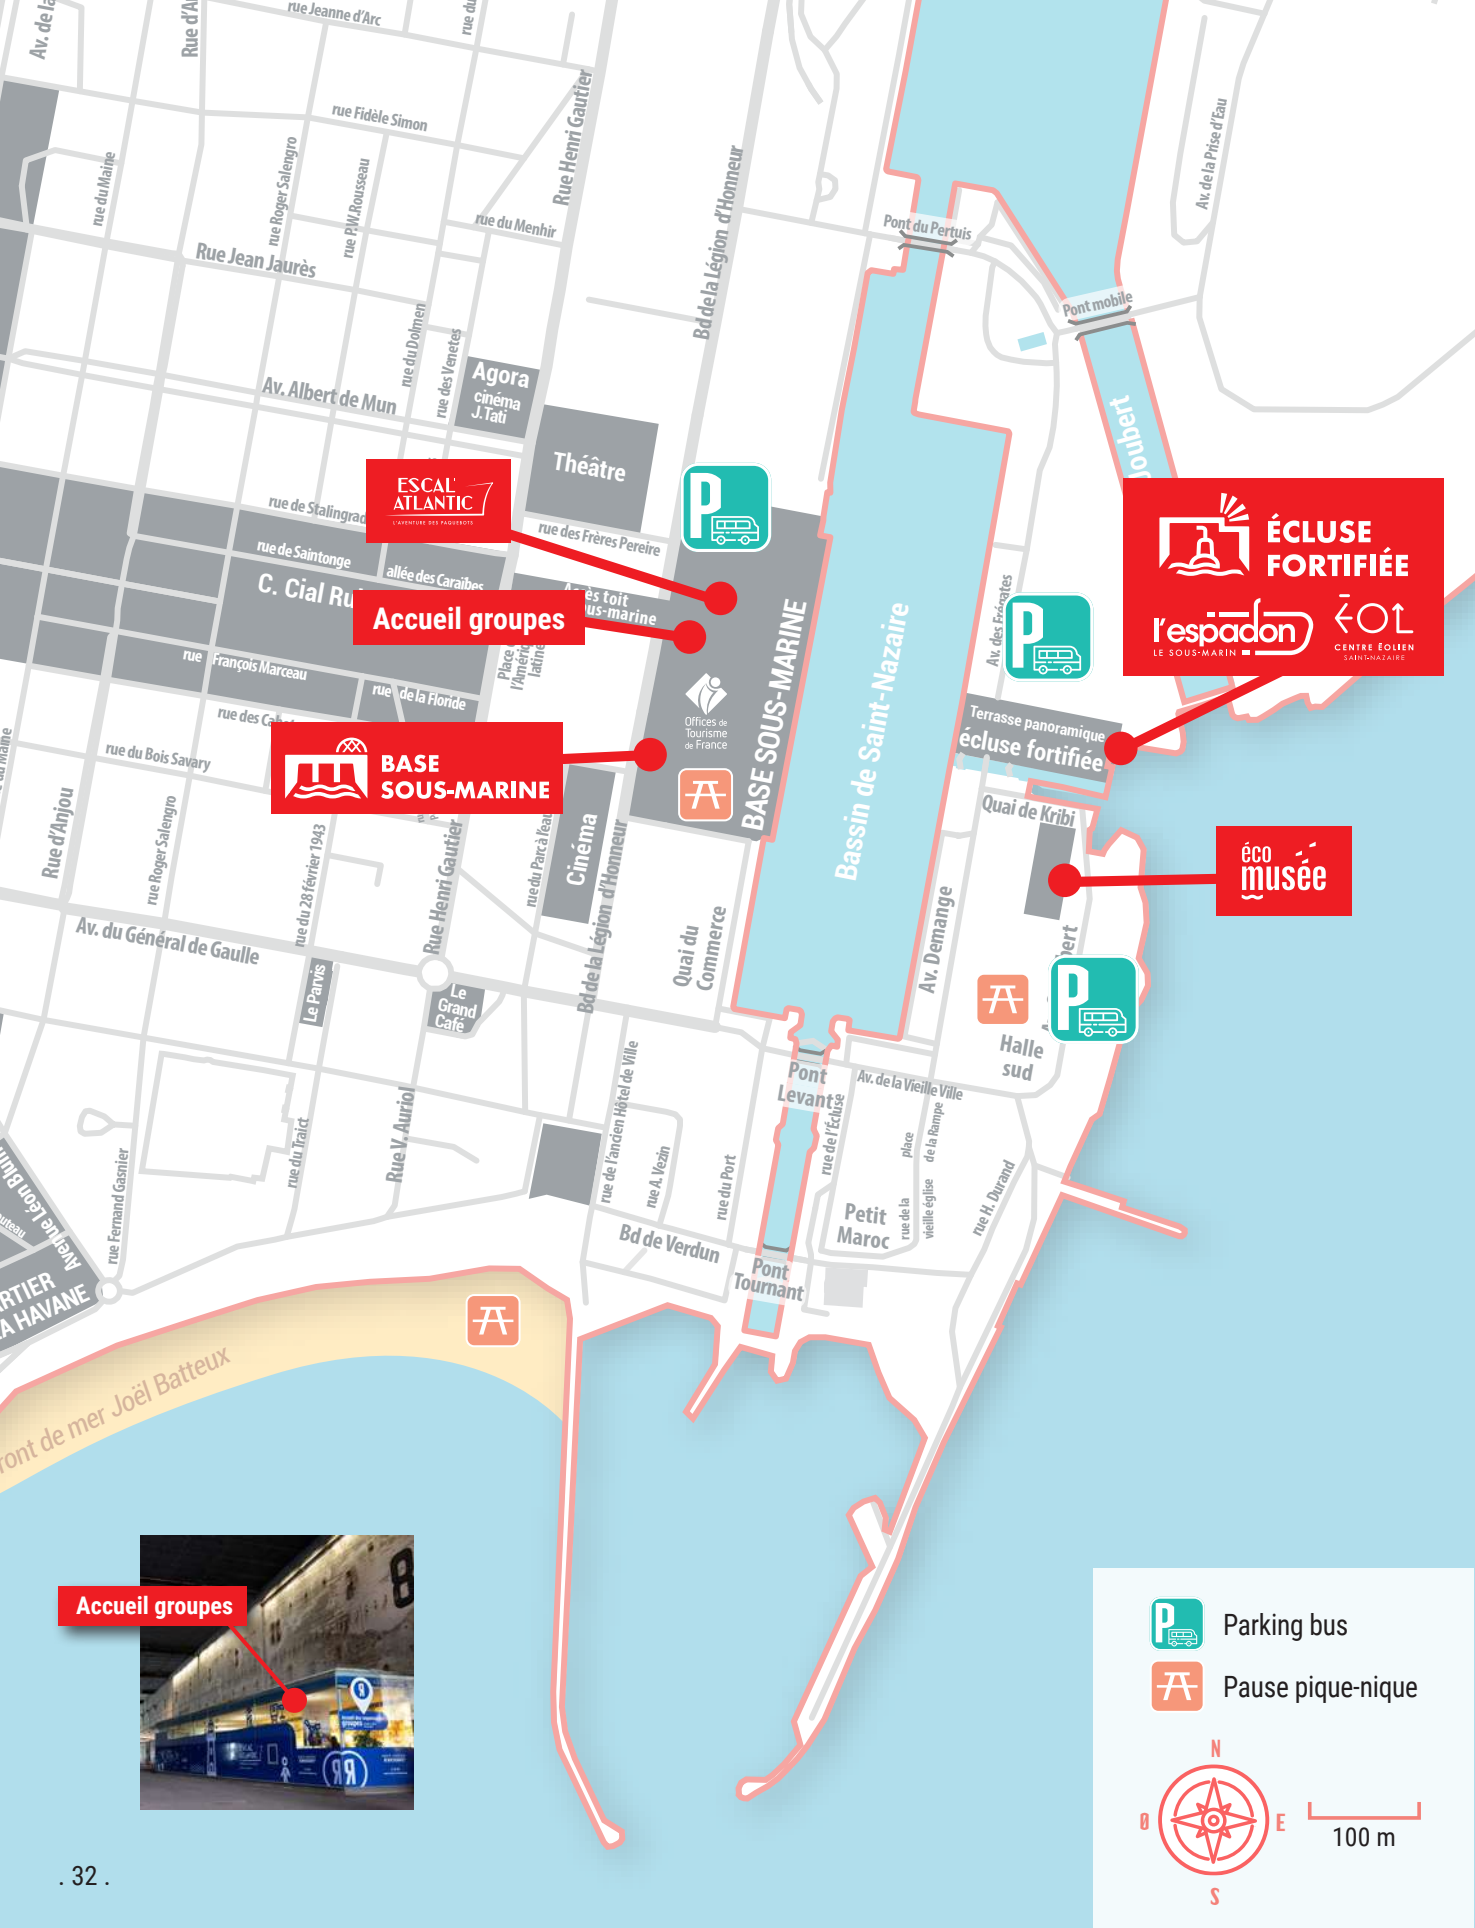 rue Jeanne d'Arc
rue Fidèle Simon
Rue Henri Gautier
rue du Maine
rue Roger Salengro
rue P.W.Rousseau
rue du Menhir
Bd de la Légion d'Honneur
Av. de la Prise d'Eau
Pont du Pertuis
Rue Jean Jaurès
Pont mobile
rue du Dolmen
rue des Venetes
Agora
cinéma
J.Tati
Av. Albert de Mun
Théâtre
ESCAL'
ATLANTIC
L'AVENTURE DES PAQUEBOTS
P
rue de Stalingrad
rue des Frères Pereire
rue de Saintonge
allée des Caraïbes
C. Cial Ru
Accueil groupes
ÉCLUSE
FORTIFIÉE
l'espadon
LE SOUS-MARIN
ēOL
CENTRE ÉOLIEN
SAINT-NAZAIRE
Av. des Frégates
P
BASE SOUS-MARINE
Bassin de Saint-Nazaire
rue François Marceau
rue de la Floride
Offices de
Tourisme
de France
Terrasse panoramique
écluse fortifiée
BASE
SOUS-MARINE
rue du Bois Savary
Quai de Kribi
Rue d'Anjou
rue Roger Salengro
rue du 28 février 1943
Rue Henri Gautier
rue du Parc à l'eau
Cinéma
Bd de la Légion d'Honneur
éco
musée
Av. du Général de Gaulle
Quai du
Commerce
Av. Demange
Le Parvis
Le
Grand
Café
P
Halle
sud
Pont
Levant
Av. de la Vieille Ville
rue de l'Écluse
place
de la Rampe
rue du Traict
Rue V. Auriol
rue de l'ancien Hôtel de Ville
rue A. Vezin
rue du Port
rue Fernand Gasnier
Avenue Léon Blum
Petit
Maroc
rue de la
vieille église
rue H. Durand
Bd de Verdun
Pont
Tournant
RTIER
A HAVANE
ront de mer Joël Batteux
Accueil groupes
8
P
Parking bus
Pause pique-nique
N
O
E
S
100 m
. 32 .